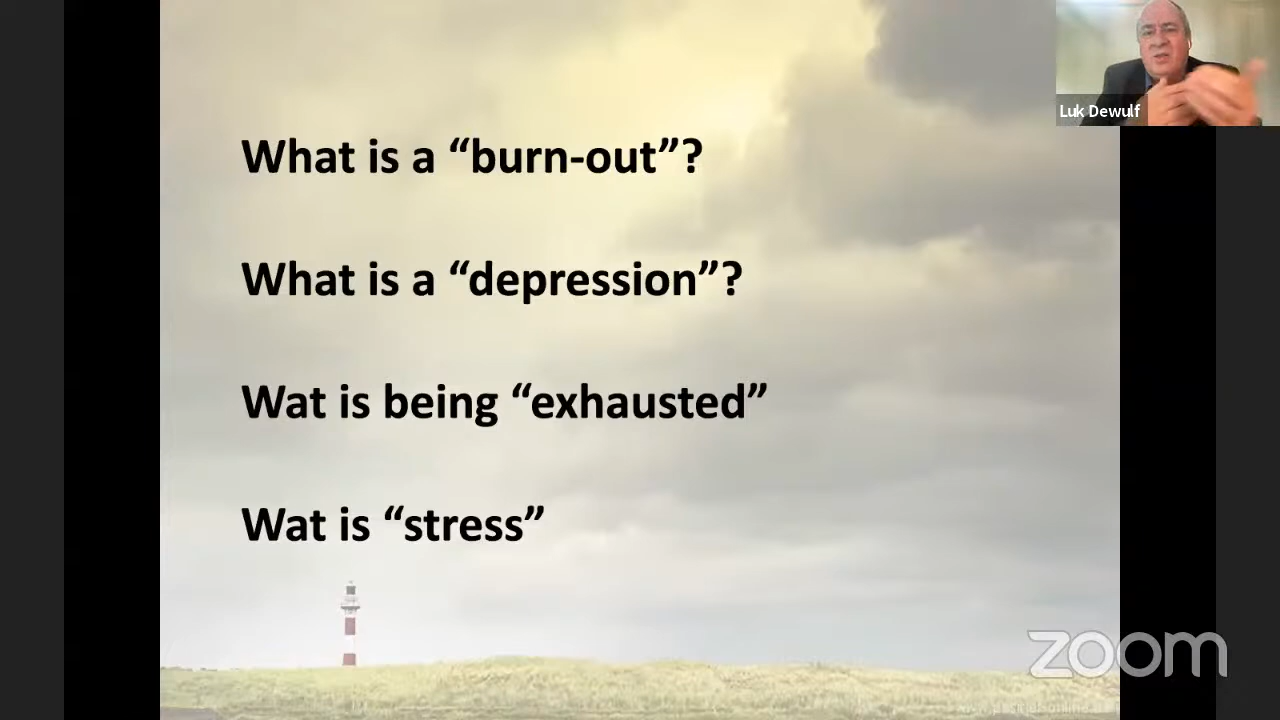 Luk Dewulf
What is a “burn-out”?
What is a “depression”?
Wat is being “exhausted”
Wat is “stress”
zoom